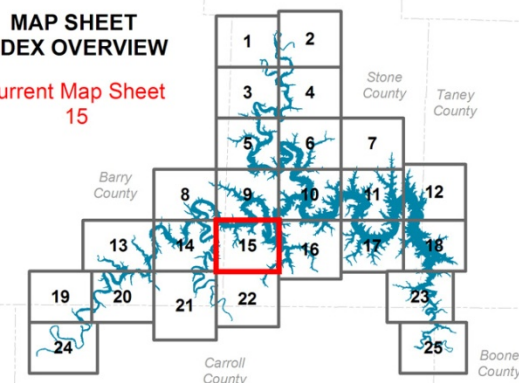 MAP SHEET
DEX OVERVIEW
urrent Map Sheet
15
1
2
Stone
County
Taney
County
3
4
5
6
7
Barry
County
8
9
10
11
12
13
14
15
16
17
18
19
20
21
22
23
24
25
Carroll
County
Boone
County